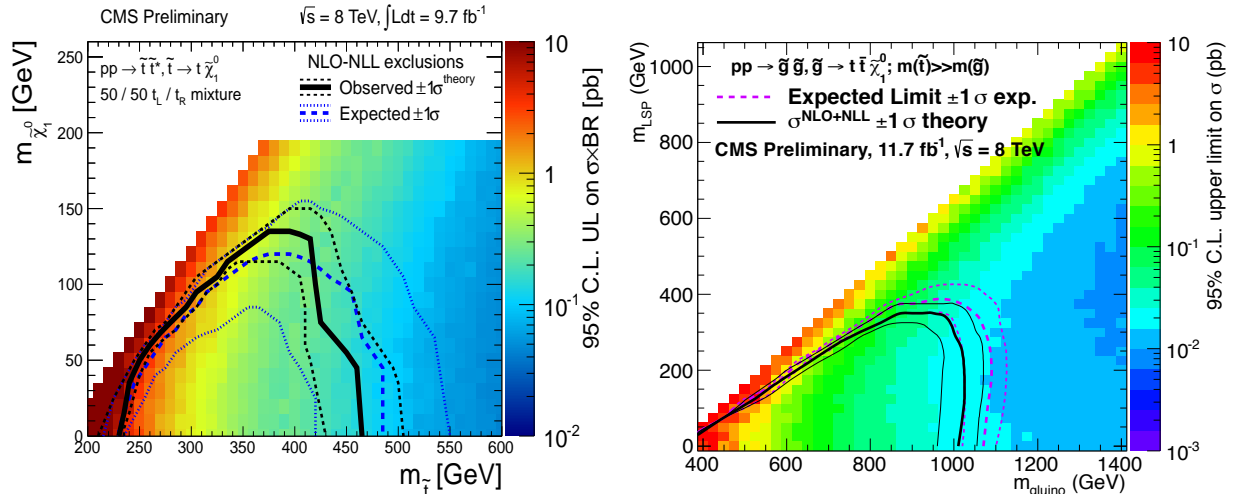 CMS Preliminary
√s = 8 TeV, ∫Ldt = 9.7 fb⁻¹
pp → t̃ t̃*, t̃ → t χ̃₁⁰
50 / 50 t_L / t_R mixture
NLO-NLL exclusions
Observed ±1σ^theory
Expected ±1σ
m_χ̃₁⁰ [GeV]
250
200
150
100
50
0
200 250 300 350 400 450 500 550 600
m_t̃ [GeV]
10
1
10⁻¹
10⁻²
95% C.L. UL on σ×BR [pb]
pp → g̃ g̃, g̃ → t t̄ χ̃₁⁰; m(t̃)>>m(g̃)
Expected Limit ±1 σ exp.
σ^NLO+NLL ±1 σ theory
CMS Preliminary, 11.7 fb⁻¹, √s = 8 TeV
m_LSP (GeV)
1000
800
600
400
200
0
400 600 800 1000 1200 1400
m_gluino (GeV)
10
1
10⁻¹
10⁻²
10⁻³
95% C.L. upper limit on σ (pb)